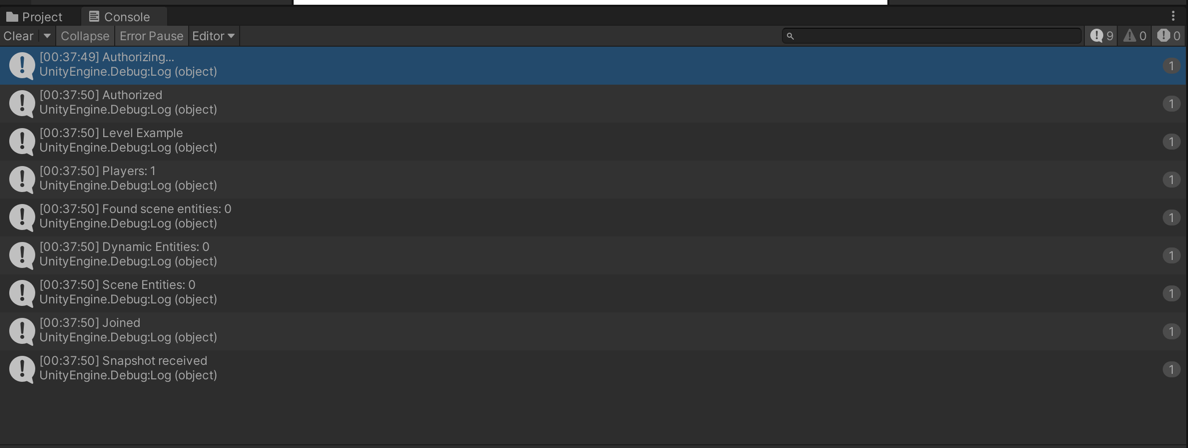 Project Console
Clear Collapse Error Pause Editor 9 0 0
[00:37:49] Authorizing...
UnityEngine.Debug:Log (object)
1
[00:37:50] Authorized
UnityEngine.Debug:Log (object)
1
[00:37:50] Level Example
UnityEngine.Debug:Log (object)
1
[00:37:50] Players: 1
UnityEngine.Debug:Log (object)
1
[00:37:50] Found scene entities: 0
UnityEngine.Debug:Log (object)
1
[00:37:50] Dynamic Entities: 0
UnityEngine.Debug:Log (object)
1
[00:37:50] Scene Entities: 0
UnityEngine.Debug:Log (object)
1
[00:37:50] Joined
UnityEngine.Debug:Log (object)
1
[00:37:50] Snapshot received
UnityEngine.Debug:Log (object)
1